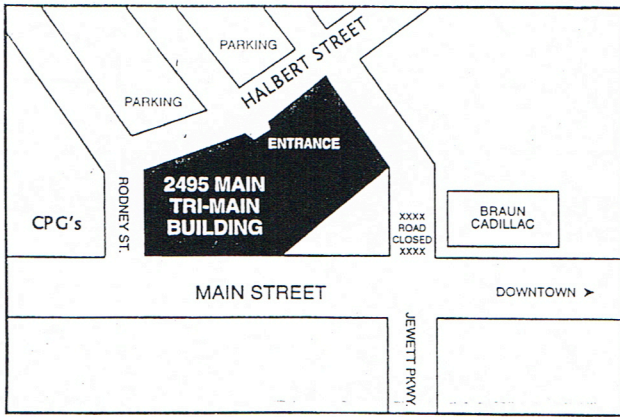 PARKING
HALBERT STREET
PARKING
ENTRANCE
2495 MAIN
TRI-MAIN
BUILDING
RODNEY ST.
CPG's
XXXX
ROAD
CLOSED
XXXX
BRAUN
CADILLAC
MAIN STREET
DOWNTOWN ➤
JEWETT PKWY.